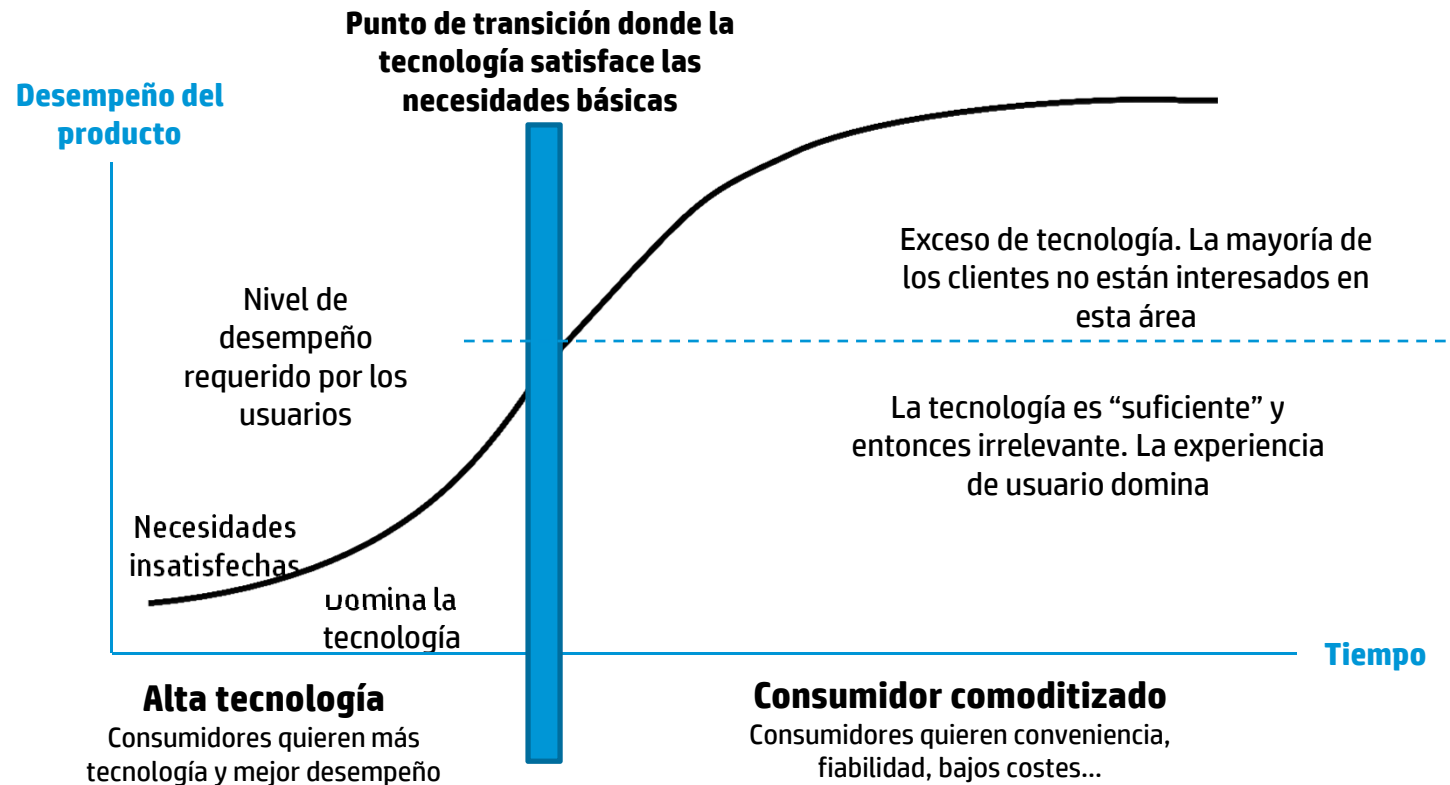 Punto de transición donde la
tecnología satisface las
necesidades básicas
Desempeño del
producto
Exceso de tecnología. La mayoría de
los clientes no están interesados en
esta área
Nivel de
desempeño
requerido por los
usuarios
La tecnología es “suficiente” y
entonces irrelevante. La experiencia
de usuario domina
Necesidades
insatisfechas
Domina la
tecnología
Tiempo
Alta tecnología
Consumidores quieren más
tecnología y mejor desempeño
Consumidor comoditizado
Consumidores quieren conveniencia,
fiabilidad, bajos costes...